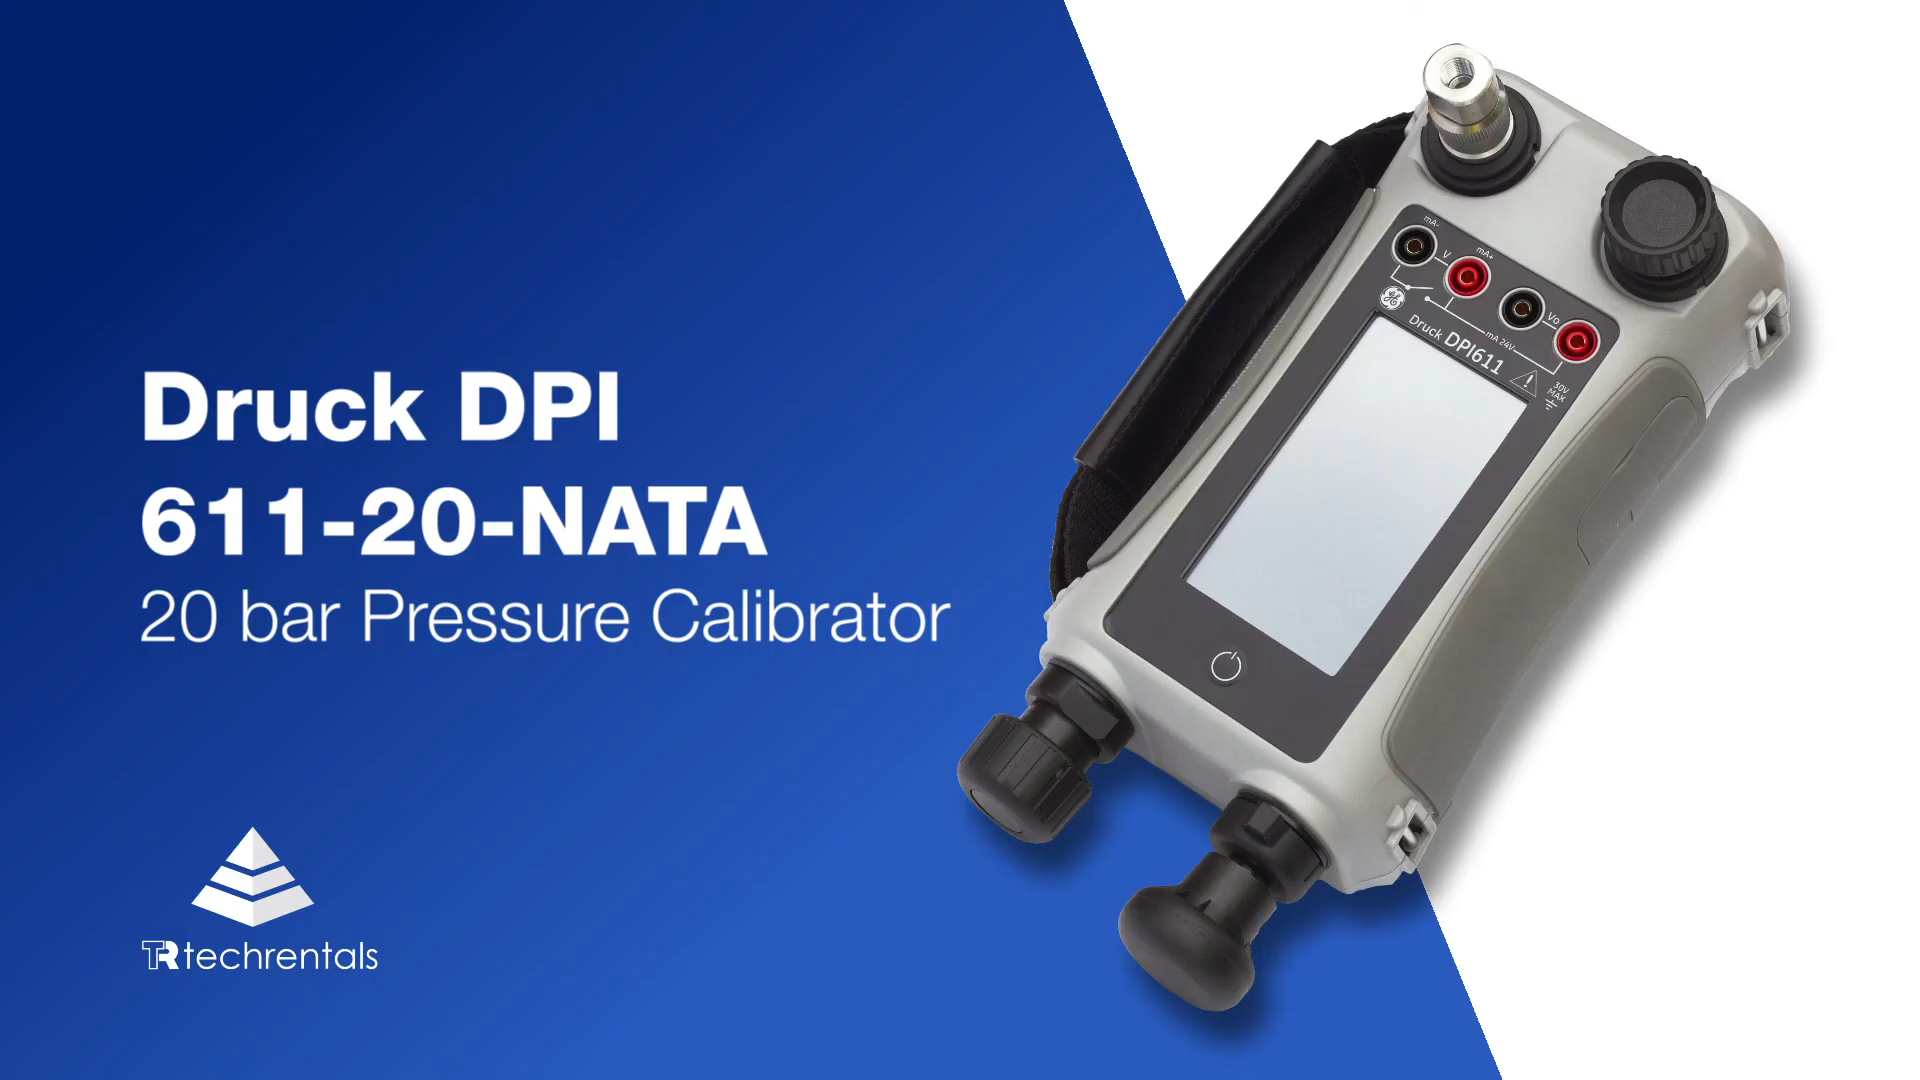 Druck DPI
611-20-NATA
20 bar Pressure Calibrator
TR techrentals
mA-
V
mA+
Vo
mA 24V
30V
MAX
GE
Druck DPI611